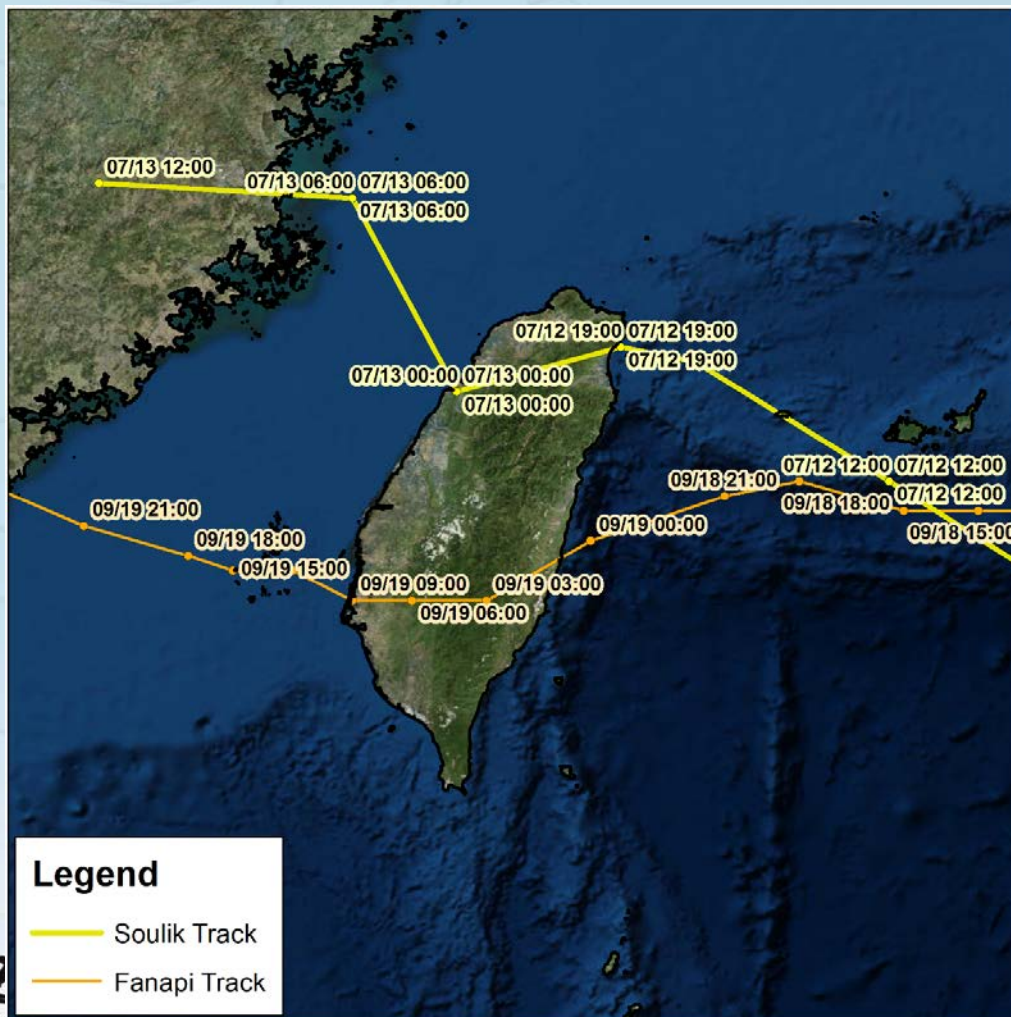 07/13 12:00
07/13 06:00 07/13 06:00
07/13 06:00
07/12 19:00 07/12 19:00
07/12 19:00
07/13 00:00 07/13 00:00
07/13 00:00
07/12 12:00 07/12 12:00
09/18 21:00
09/18 18:00 07/12 12:00
09/19 21:00
09/19 00:00
09/18 15:00
09/19 18:00
09/19 15:00
09/19 09:00
09/19 03:00
09/19 06:00
Legend
Soulik Track
Fanapi Track